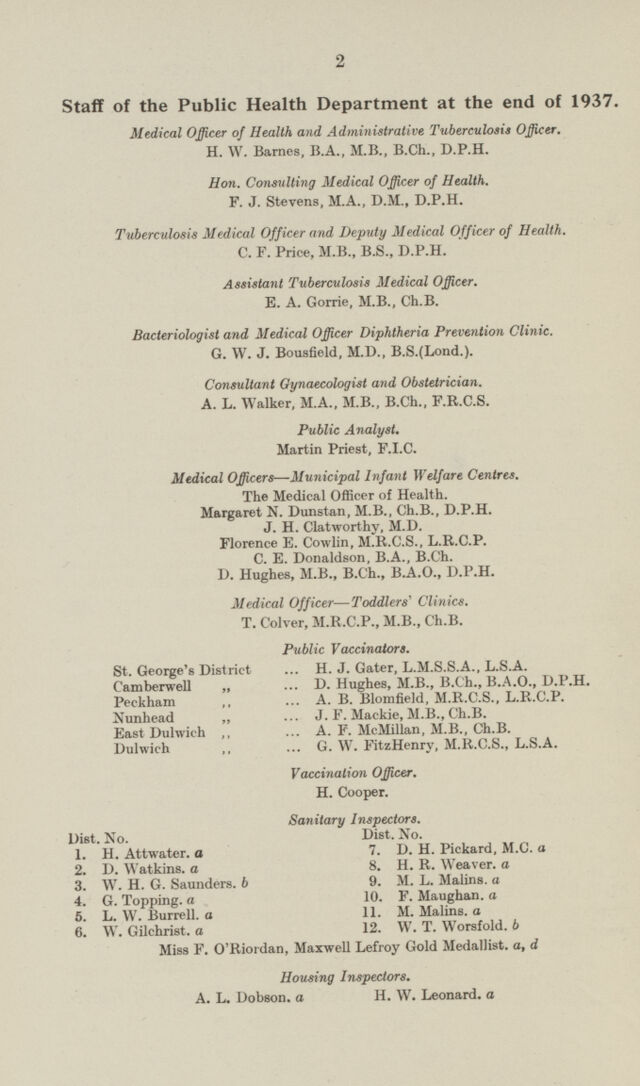 2
Staff of the Public Health Department at the end of 1937.
Medical Officer of Health and Administrative Tuberculosis Officer.
H. W. Barnes, B.A., M.B., B.Ch., D.P.H.
Hon. Consulting Medical Officer of Health.
F. J. Stevens, M.A., D.M., D.P.H.
Tuberculosis Medical Officer and Deputy Medical Officer of Health.
C. F. Price, M.B., B.S., D.P.H.
Assistant Tuberculosis Medical Officer.
E. A. Gorrie, M.B., Ch.B.
Bacteriologist and Medical Officer Diphtheria Prevention Clinic.
G. W. J. Bousfield, M.D., B.S.(Lond.).
Consultant Gynaecologist and Obstetrician.
A. L. Walker, M.A., M.B., B.Ch., F.R.C.S.
Public Analyst.
Martin Priest, F.I.C.
Medical Officers—Municipal Infant Welfare Centres.
The Medical Officer of Health.
Margaret N. Dunstan, M.B., Ch.B., D.P.H.
J. H. Clatworthy, M.D.
Florence E. Cowlin, M.R.C.S., L.R.C.P.
C. E. Donaldson, B.A., B.Ch.
D. Hughes, M.B., B.Ch., B.A.O., D.P.H.
Medical Officer—Toddlers' Clinics.
T. Colver, M.R.C.P., M.B., Ch.B.
Public Vaccinators.
St. George's District ... H. J. Gater, L.M.S.S.A., L.S.A.
Camberwell „ ... D. Hughes, M.B., B.Ch., B.A.O., D.P.H.
Peckham ,, ... A. B. Blomfield, M.R.C.S., L.R.C.P.
Nunhead „ ... J. F. Mackie, M.B., Ch.B.
East Dulwich ,, ... A. F. McMillan, M.B., Ch.B.
Dulwich ,, ... G. W. FitzHenry, M.R.C.S., L.S.A.
Vaccination Officer.
H. Cooper.
Sanitary Inspectors.
Dist. No.
1. H. Attwater. a
2. D. Watkins. a
3. W. H. G. Saunders. b
4. G. Topping. a
5. L. W. Burrell. a
6. W. Gilchrist. a
Dist. No.
7. D. H. Pickard, M.C. a
8. H. R. Weaver. a
9. M. L. Malins. a
10. F. Maughan. a
11. M. Malins. a
12. W. T. Worsfold. b
Miss F. O'Riordan, Maxwell Lefroy Gold Medallist. a, d
Housing Inspectors.
A. L. Dobson. a H. W. Leonard. a